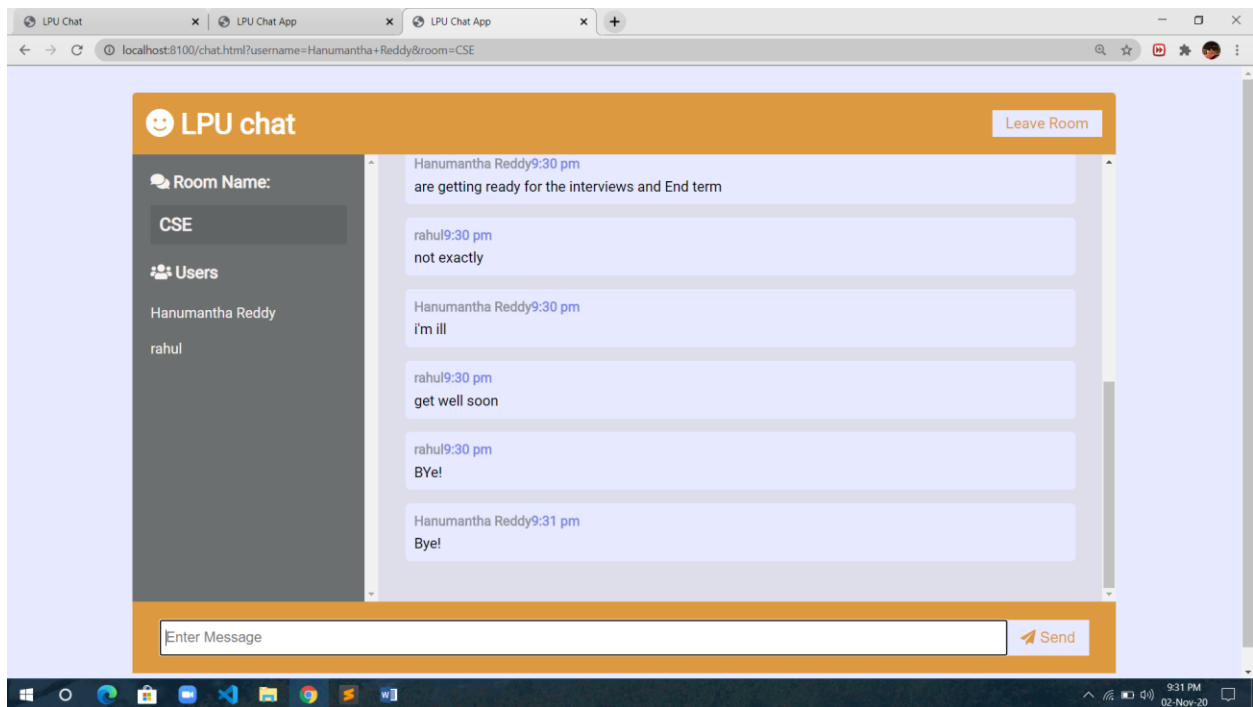 LPU Chat
LPU Chat App
LPU Chat App
localhost:8100/chat.html?username=Hanumantha+Reddy&room=CSE
LPU chat
Leave Room
Room Name:
CSE
Users
Hanumantha Reddy
rahul
Hanumantha Reddy9:30 pm
are getting ready for the interviews and End term
rahul9:30 pm
not exactly
Hanumantha Reddy9:30 pm
i'm ill
rahul9:30 pm
get well soon
rahul9:30 pm
BYe!
Hanumantha Reddy9:31 pm
Bye!
Enter Message
Send
9:31 PM
02-Nov-20